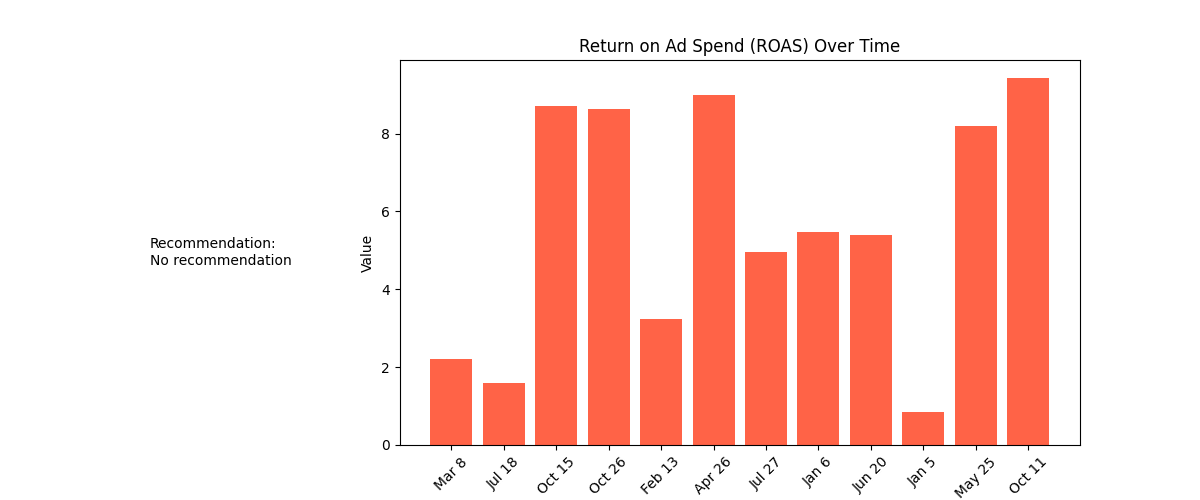 Return on Ad Spend (ROAS) Over Time
Recommendation:
No recommendation
Value
8
6
4
2
0
Mar 8
Jul 18
Oct 15
Oct 26
Feb 13
Apr 26
Jul 27
Jan 6
Jun 20
Jan 5
May 25
Oct 11